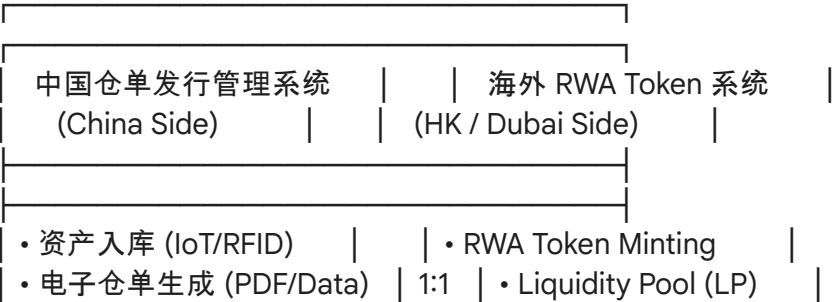 中国仓单发行管理系统 | | 海外 RWA Token 系统 |
(China Side) | | (HK / Dubai Side) |
| • 资产入库 (IoT/RFID) | | • RWA Token Minting |
| • 电子仓单生成 (PDF/Data) | 1:1 | • Liquidity Pool (LP) |